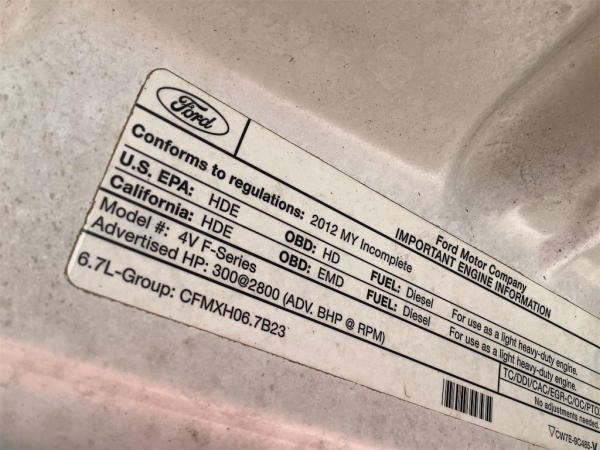 Ford
Ford Motor Company
IMPORTANT ENGINE INFORMATION
Conforms to regulations: 2012 MY Incomplete
U.S. EPA: HDE OBD: HD FUEL: Diesel For use as a light heavy-duty engine.
California: HDE OBD: EMD FUEL: Diesel For use as a light heavy-duty engine.
Model #: 4V F-Series
Advertised HP: 300@2800 (ADV. BHP @ RPM)
TC/DDI/CAC/EGR-C/OC/PTOX
No adjustments needed.
6.7L-Group: CFMXH06.7B23